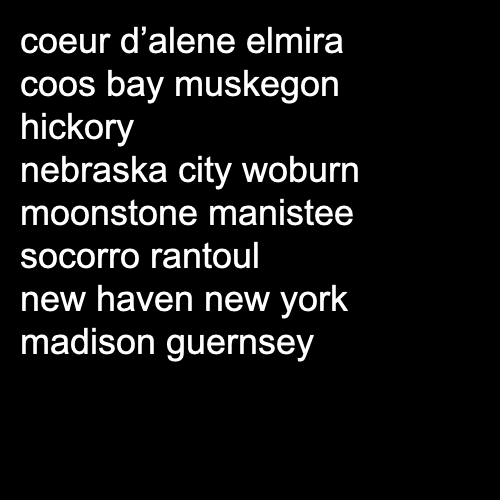 coeur d’alene elmira
coos bay muskegon
hickory
nebraska city woburn
moonstone manistee
socorro rantoul
new haven new york
madison guernsey